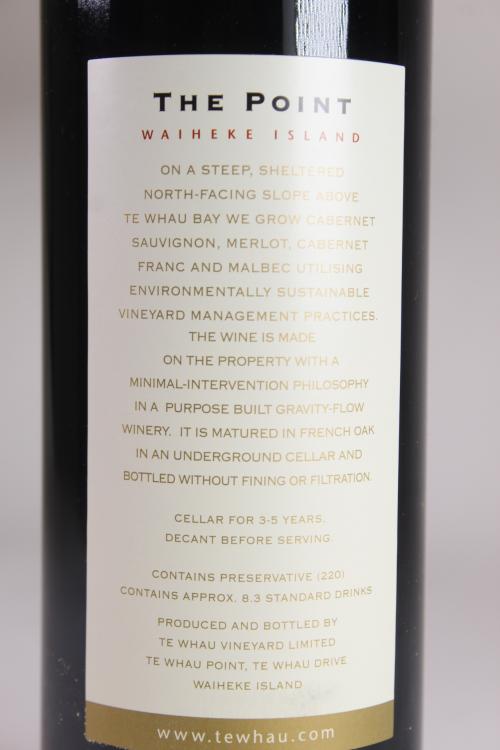 THE POINT
WAIHEKE ISLAND
ON A STEEP, SHELTERED
NORTH-FACING SLOPE ABOVE
TE WHAU BAY WE GROW CABERNET
SAUVIGNON, MERLOT, CABERNET
FRANC AND MALBEC UTILISING
ENVIRONMENTALLY SUSTAINABLE
VINEYARD MANAGEMENT PRACTICES.
THE WINE IS MADE
ON THE PROPERTY WITH A
MINIMAL-INTERVENTION PHILOSOPHY
IN A PURPOSE BUILT GRAVITY-FLOW
WINERY. IT IS MATURED IN FRENCH OAK
IN AN UNDERGROUND CELLAR AND
BOTTLED WITHOUT FINING OR FILTRATION.
CELLAR FOR 3-5 YEARS.
DECANT BEFORE SERVING.
CONTAINS PRESERVATIVE (220)
CONTAINS APPROX. 8.3 STANDARD DRINKS
PRODUCED AND BOTTLED BY
TE WHAU VINEYARD LIMITED
TE WHAU POINT, TE WHAU DRIVE
WAIHEKE ISLAND
www.tewhau.com